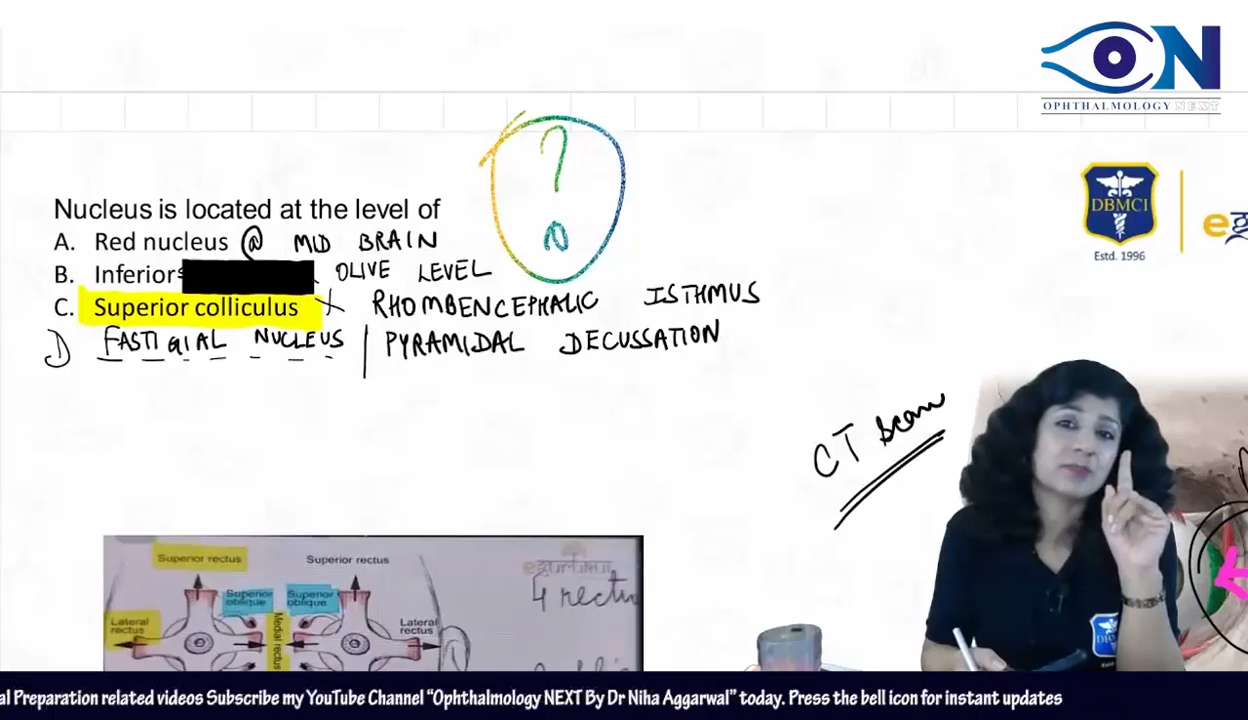 ON
OPHTHALMOLOGY NEXT
DBMCI
Estd. 1996
?
Nucleus is located at the level of
A. Red nucleus @ MID BRAIN
B. Inferior OLIVE LEVEL
C. Superior colliculus X RHOMBENCEPHALIC ISTHMUS
D) FASTIGIAL NUCLEUS | PYRAMIDAL DECUSSATION
CT Scan
Superior rectus
Superior rectus
egurukul
4 recti
Superior oblique
Superior oblique
Lateral rectus
Medial rectus
Lateral rectus
al Preparation related videos Subscribe my YouTube Channel “Ophthalmology NEXT By Dr Niha Aggarwal” today. Press the bell icon for instant updates